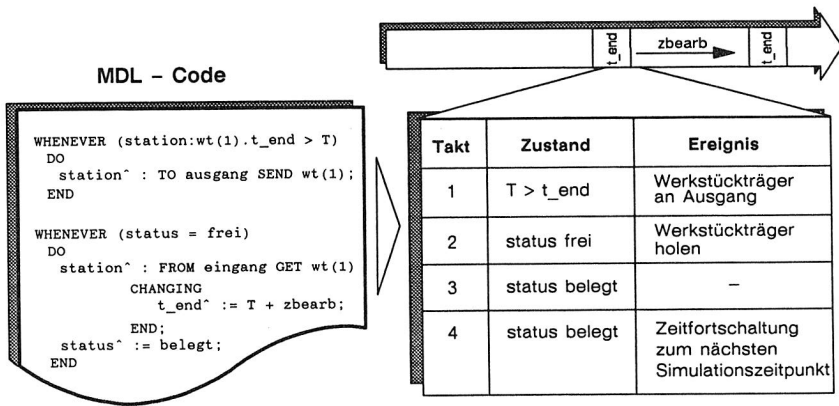 t_end
zbearb
t_end
MDL – Code
WHENEVER (station:wt(1).t_end > T)
DO
station^ : TO ausgang SEND wt(1);
END
WHENEVER (status = frei)
DO
station^ : FROM eingang GET wt(1)
CHANGING
t_end^ := T + zbearb;
END;
status^ := belegt;
END
Takt Zustand Ereignis
1 T > t_end Werkstückträger
an Ausgang
2 status frei Werkstückträger
holen
3 status belegt –
4 status belegt Zeitfortschaltung
zum nächsten
Simulationszeitpunkt